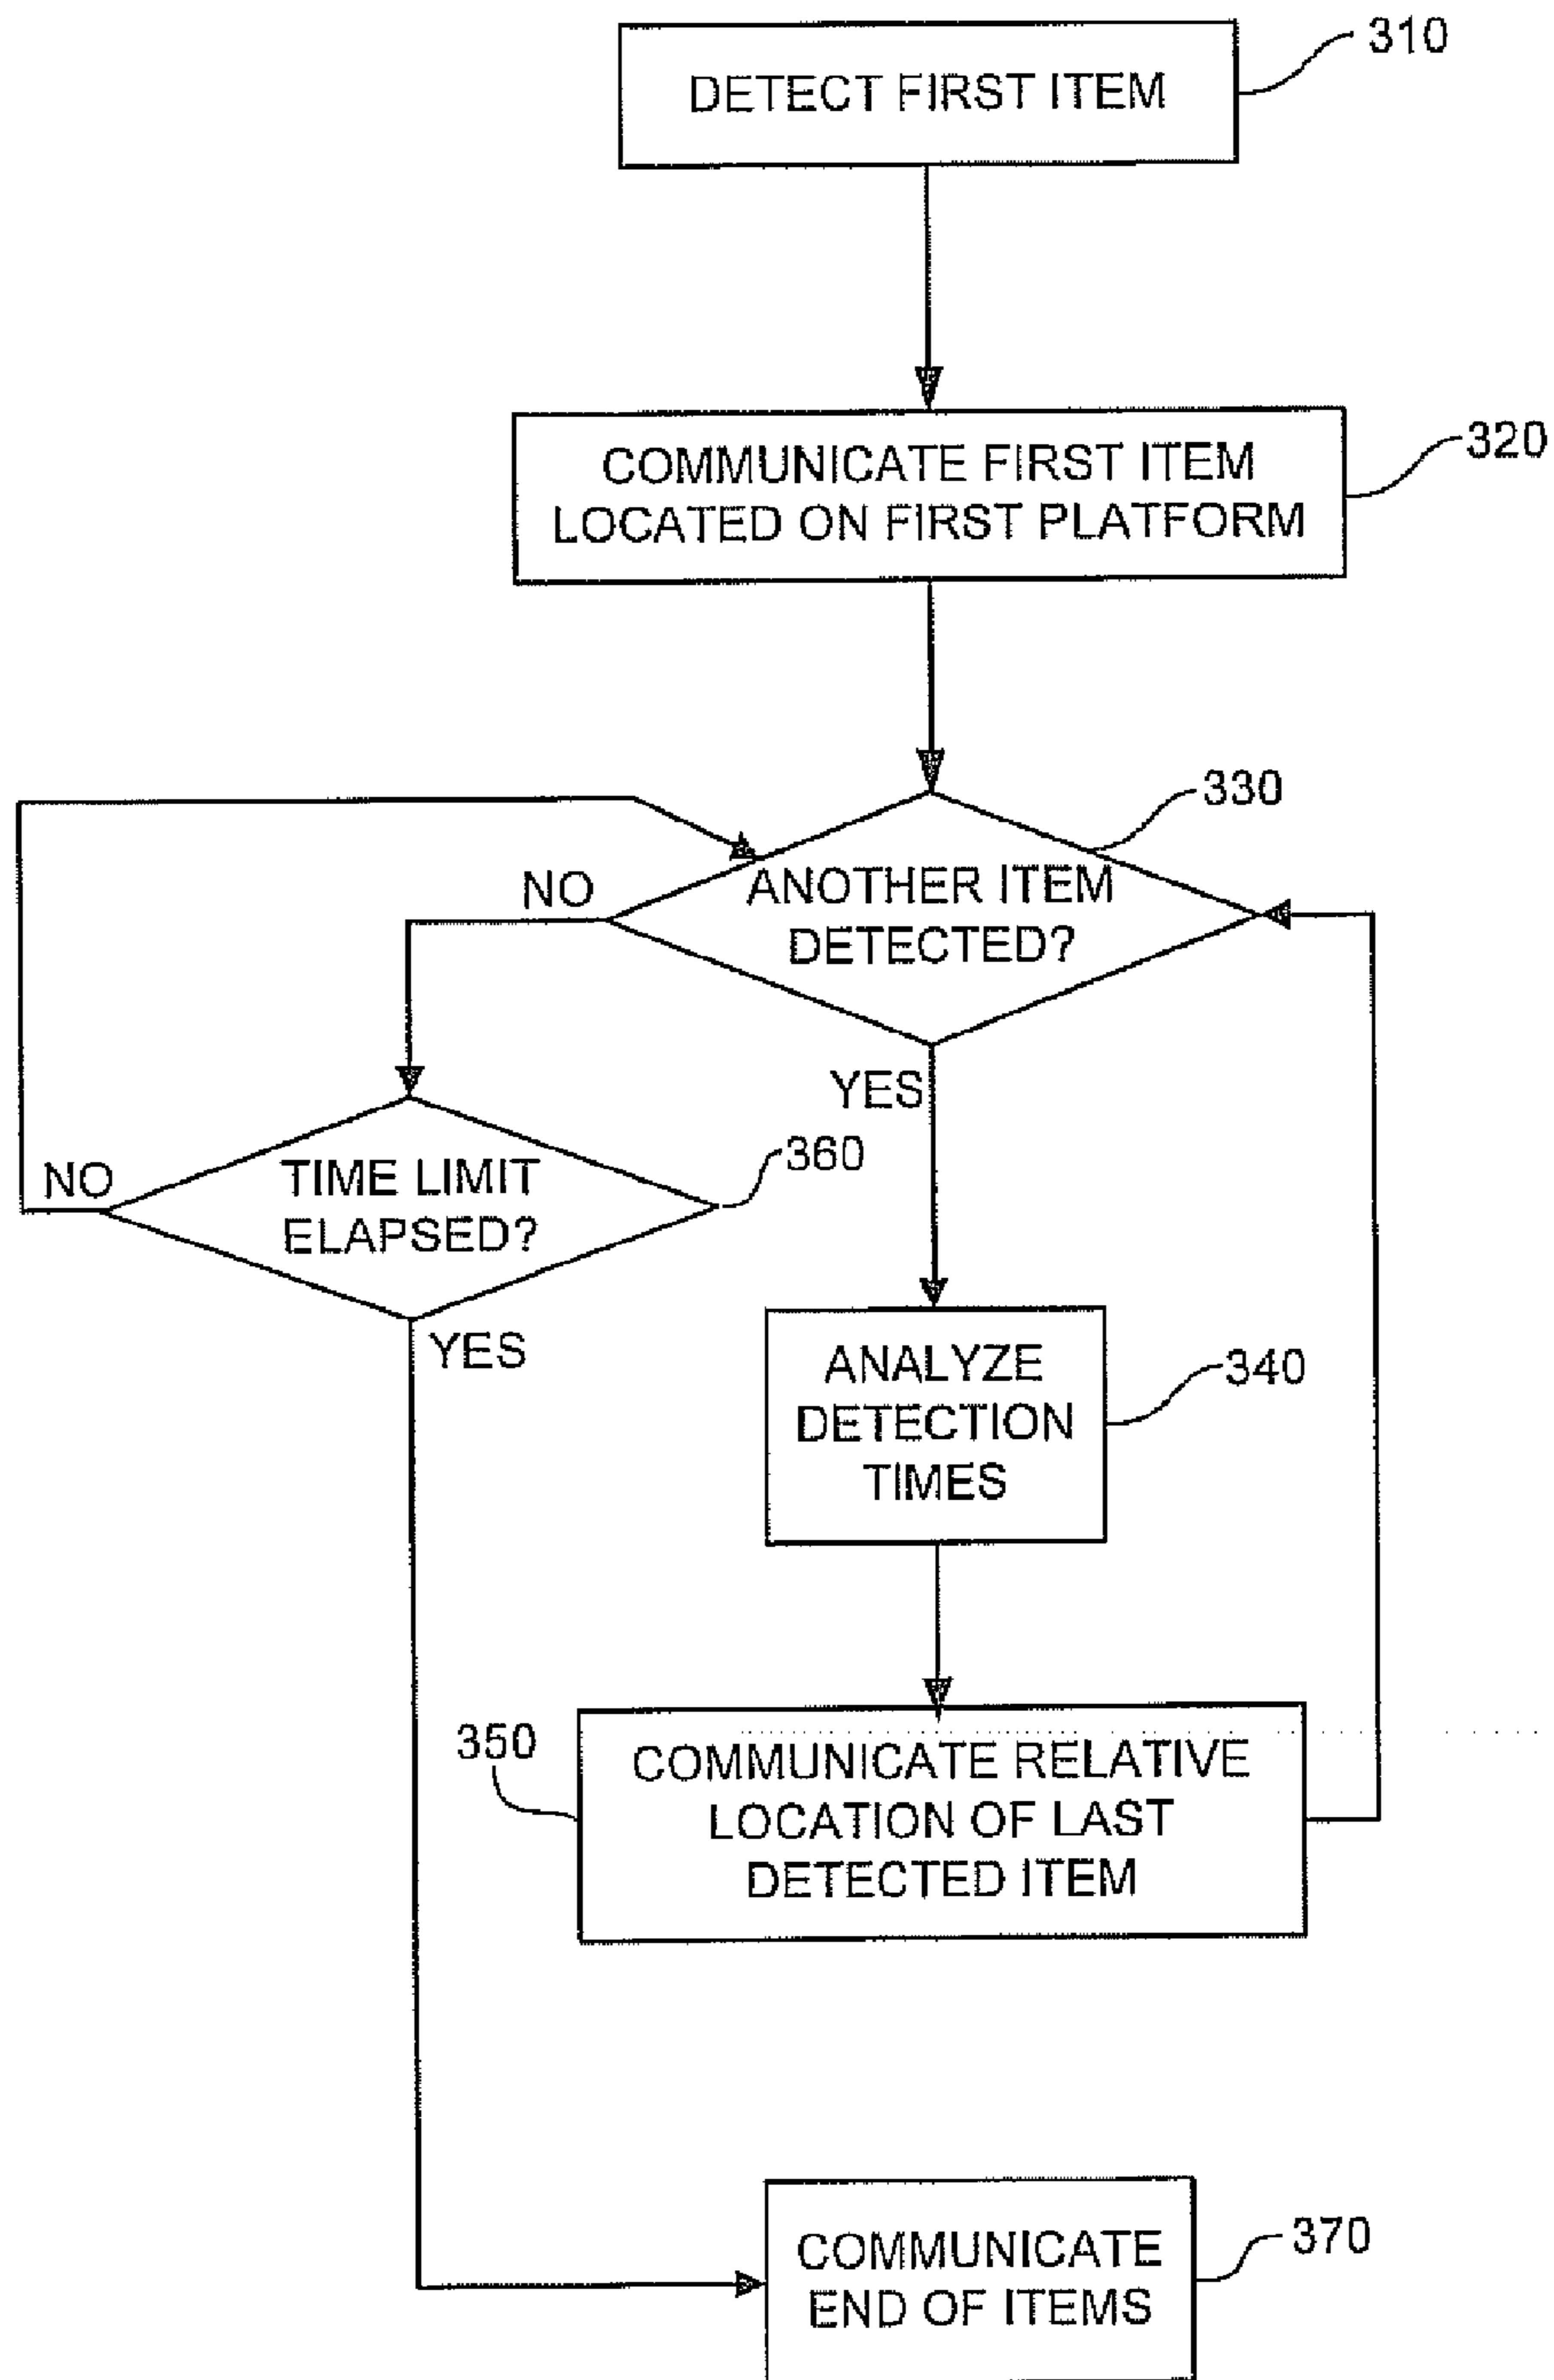 310
DETECT FIRST ITEM
320
COMMUNICATE FIRST ITEM
LOCATED ON FIRST PLATFORM
330
NO
ANOTHER ITEM
DETECTED?
YES
360
NO
TIME LIMIT
ELAPSED?
YES
340
ANALYZE
DETECTION
TIMES
350
COMMUNICATE RELATIVE
LOCATION OF LAST
DETECTED ITEM
370
COMMUNICATE
END OF ITEMS